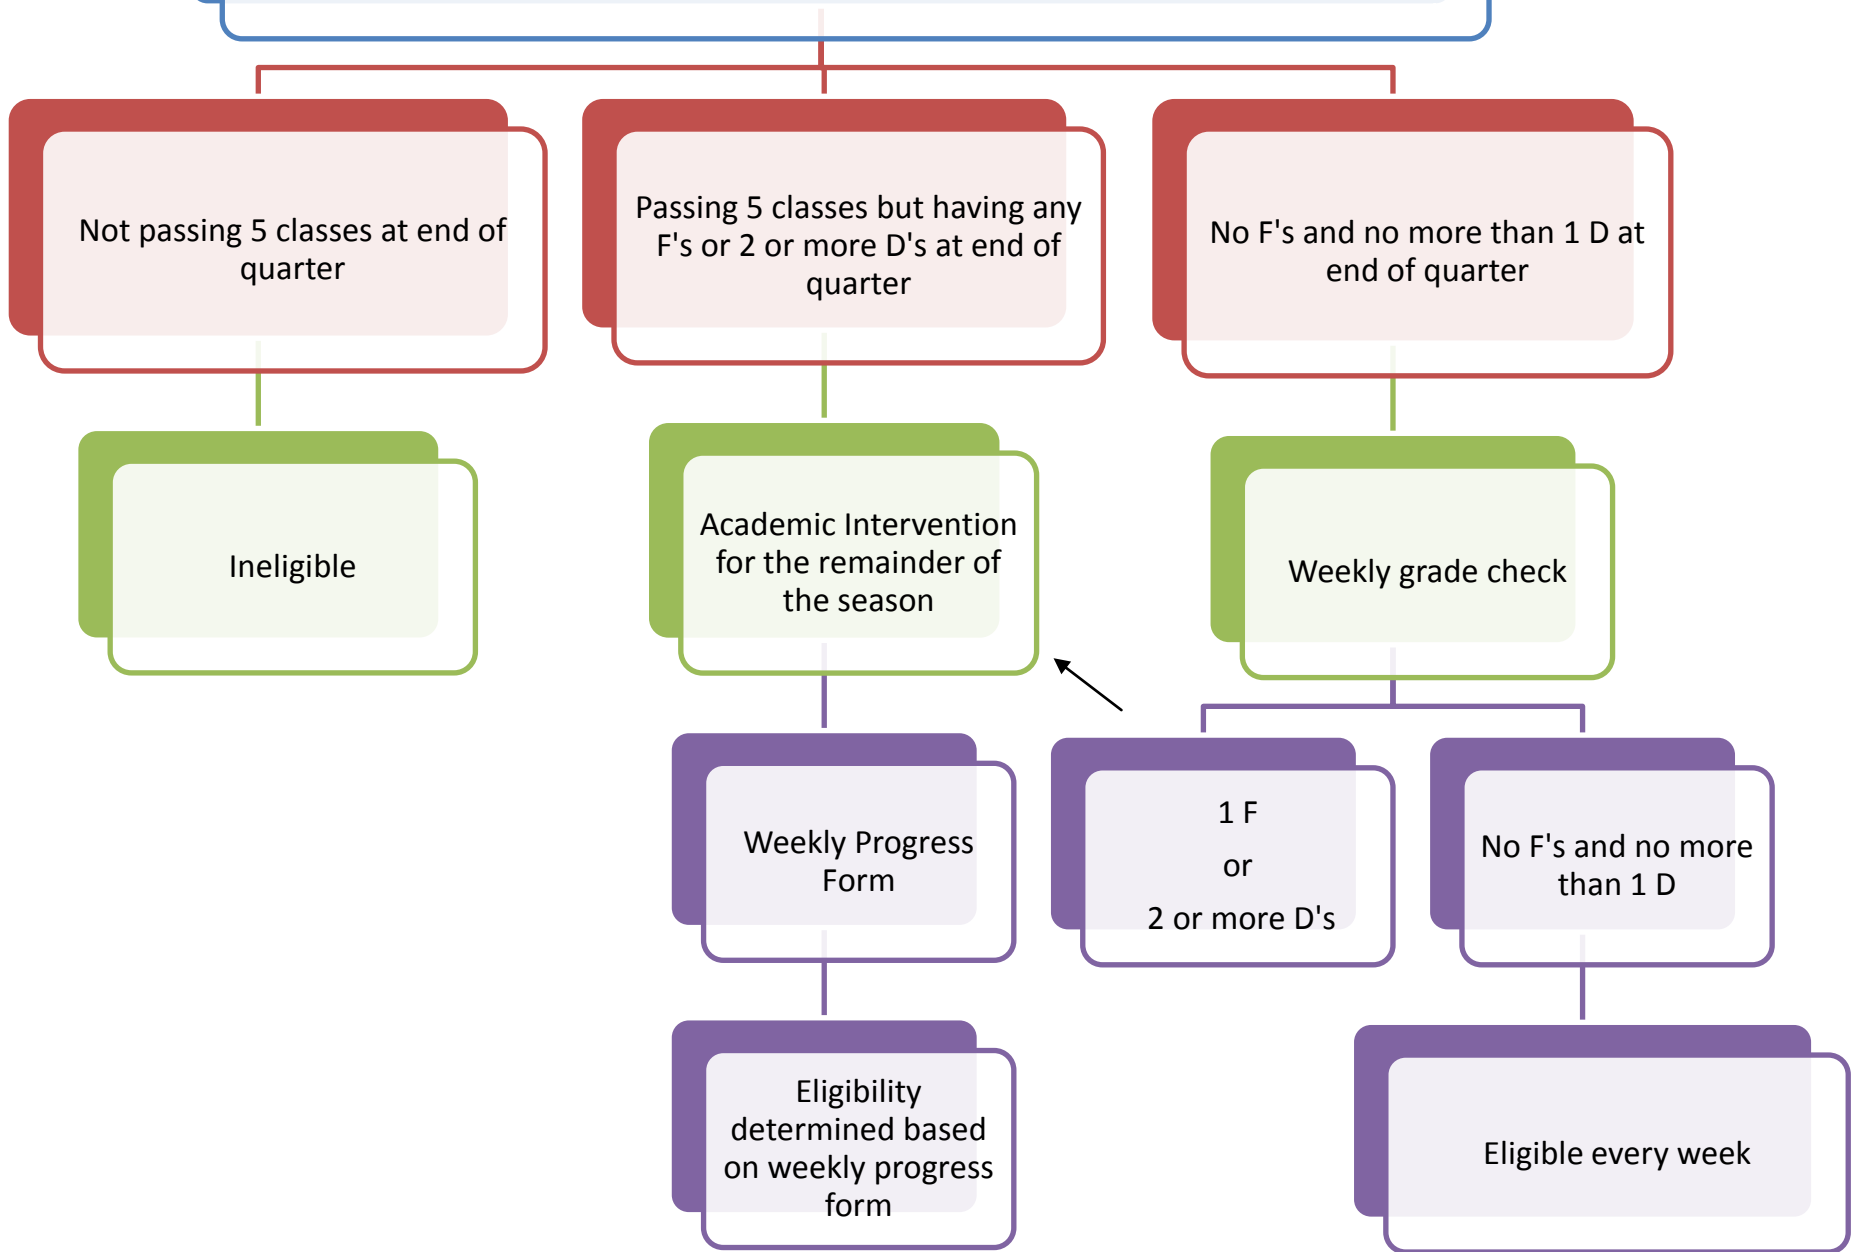 Not passing 5 classes at end of
quarter
Passing 5 classes but having any
F's or 2 or more D's at end of
quarter
No F's and no more than 1 D at
end of quarter
Ineligible
Academic Intervention
for the remainder of
the season
Weekly grade check
Weekly Progress
Form
1 F
or
2 or more D's
No F's and no more
than 1 D
Eligibility
determined based
on weekly progress
form
Eligible every week